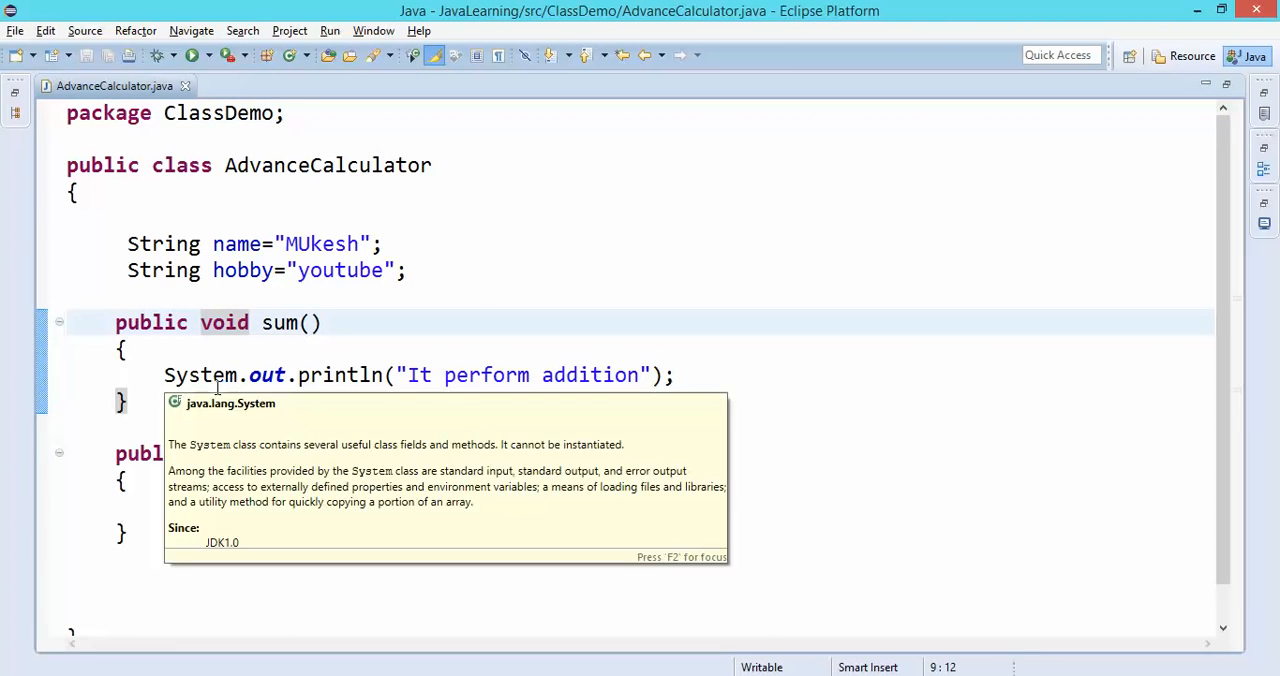 Java - JavaLearning/src/ClassDemo/AdvanceCalculator.java - Eclipse Platform
File Edit Source Refactor Navigate Search Project Run Window Help
Quick Access Resource Java
AdvanceCalculator.java
package ClassDemo;
public class AdvanceCalculator
{
String name="MUkesh";
String hobby="youtube";
public void sum()
{
System.out.println("It perform addition");
}
java.lang.System
The System class contains several useful class fields and methods. It cannot be instantiated.
publ
Among the facilities provided by the System class are standard input, standard output, and error output
{
streams; access to externally defined properties and environment variables; a means of loading files and libraries;
and a utility method for quickly copying a portion of an array.
Since:
}
JDK1.0
Press 'F2' for focus
}
Writable Smart Insert 9 : 12